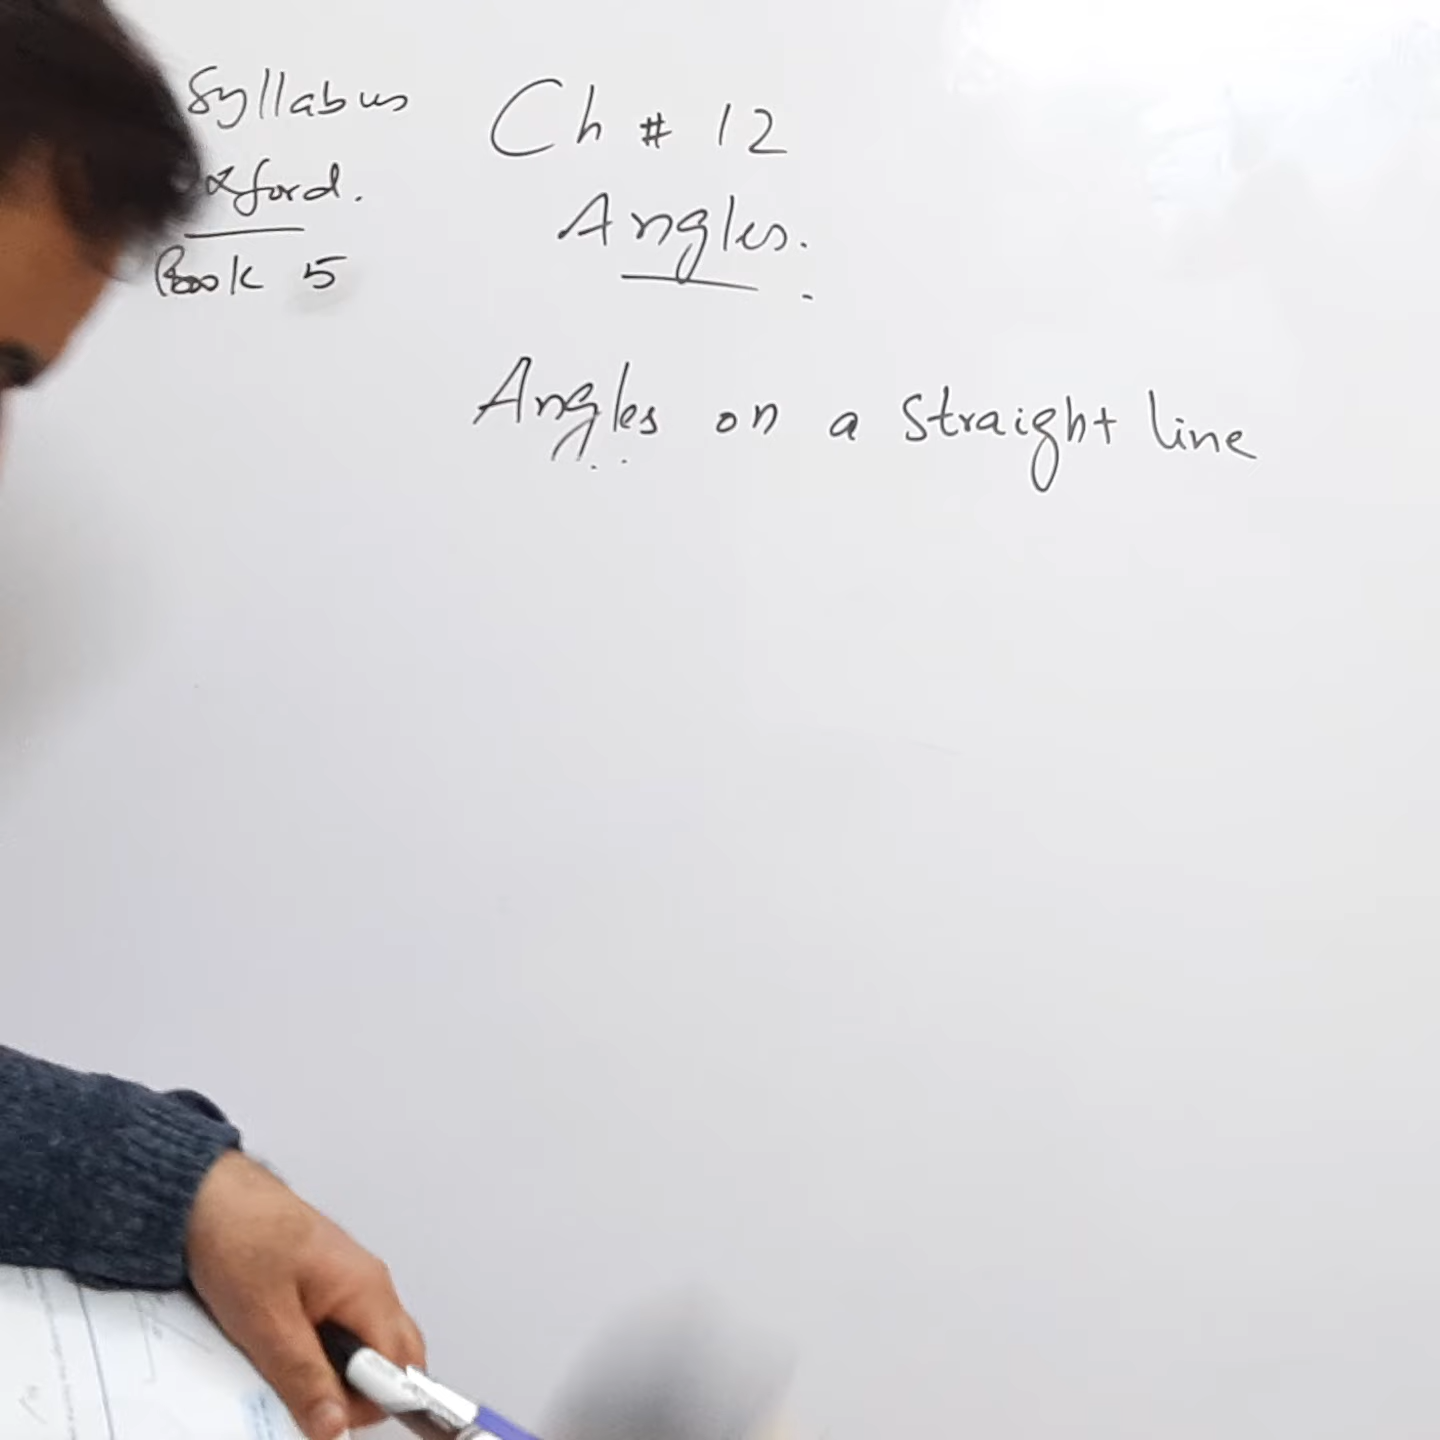 Syllabus
Oxford.
Book 5
Ch # 12
Angles.
Angles on a straight line